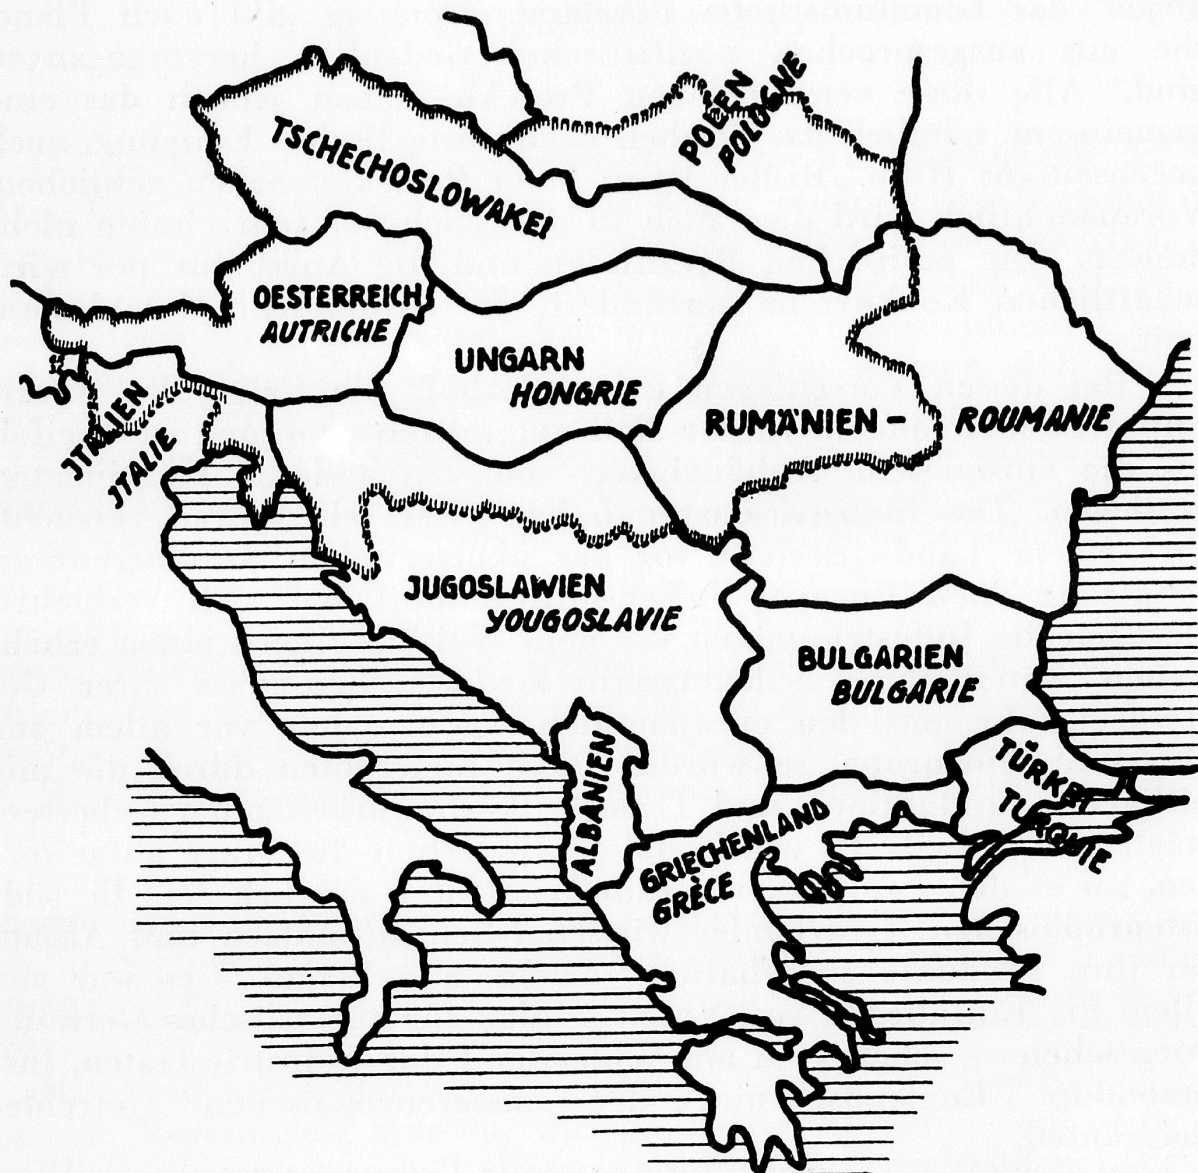 POLEN
POLOGNE
TSCHECHOSLOWAKEI
OESTERREICH
AUTRICHE
UNGARN
HONGRIE
RUMÄNIEN -
ROUMANIE
JTALIEN
JTALIE
JUGOSLAWIEN
YOUGOSLAVIE
BULGARIEN
BULGARIE
ALBANIEN
GRIECHENLAND
GRÈCE
TÜRKEI
TURQUIE